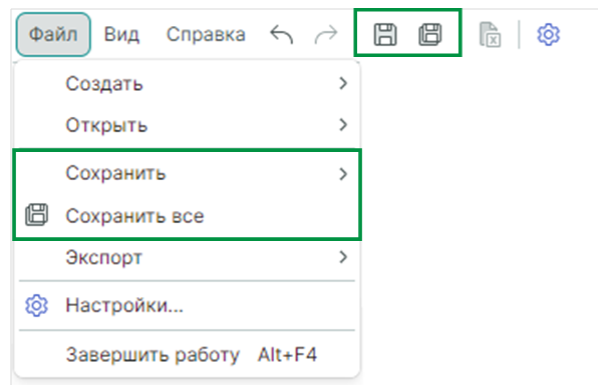 Файл Вид Справка
Создать
Открыть
Сохранить
Сохранить все
Экспорт
Настройки...
Завершить работу Alt+F4